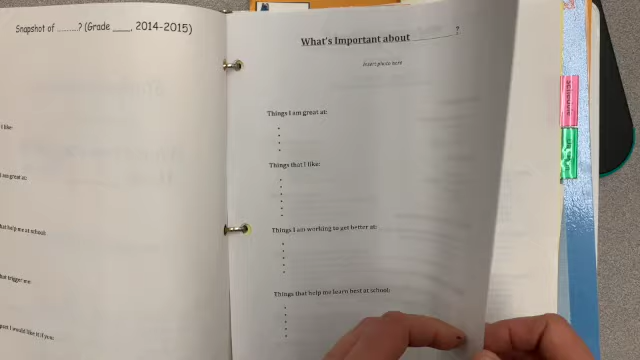 Snapshot of ..........? (Grade ____, 2014-2015)
I like:
I am great at:
that help me at school:
that trigger me:
I would like it if you:
What's Important about ________?
Insert photo here
Things I am great at:
Things that I like:
Things I am working to get better at:
Things that help me learn best at school: